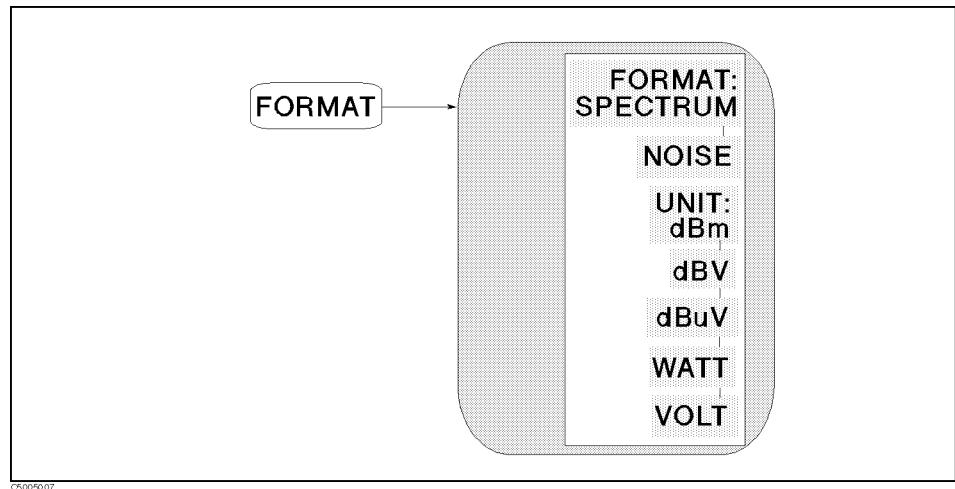 FORMAT
FORMAT:
SPECTRUM
NOISE
UNIT:
dBm
dBV
dBuV
WATT
VOLT
C5005007